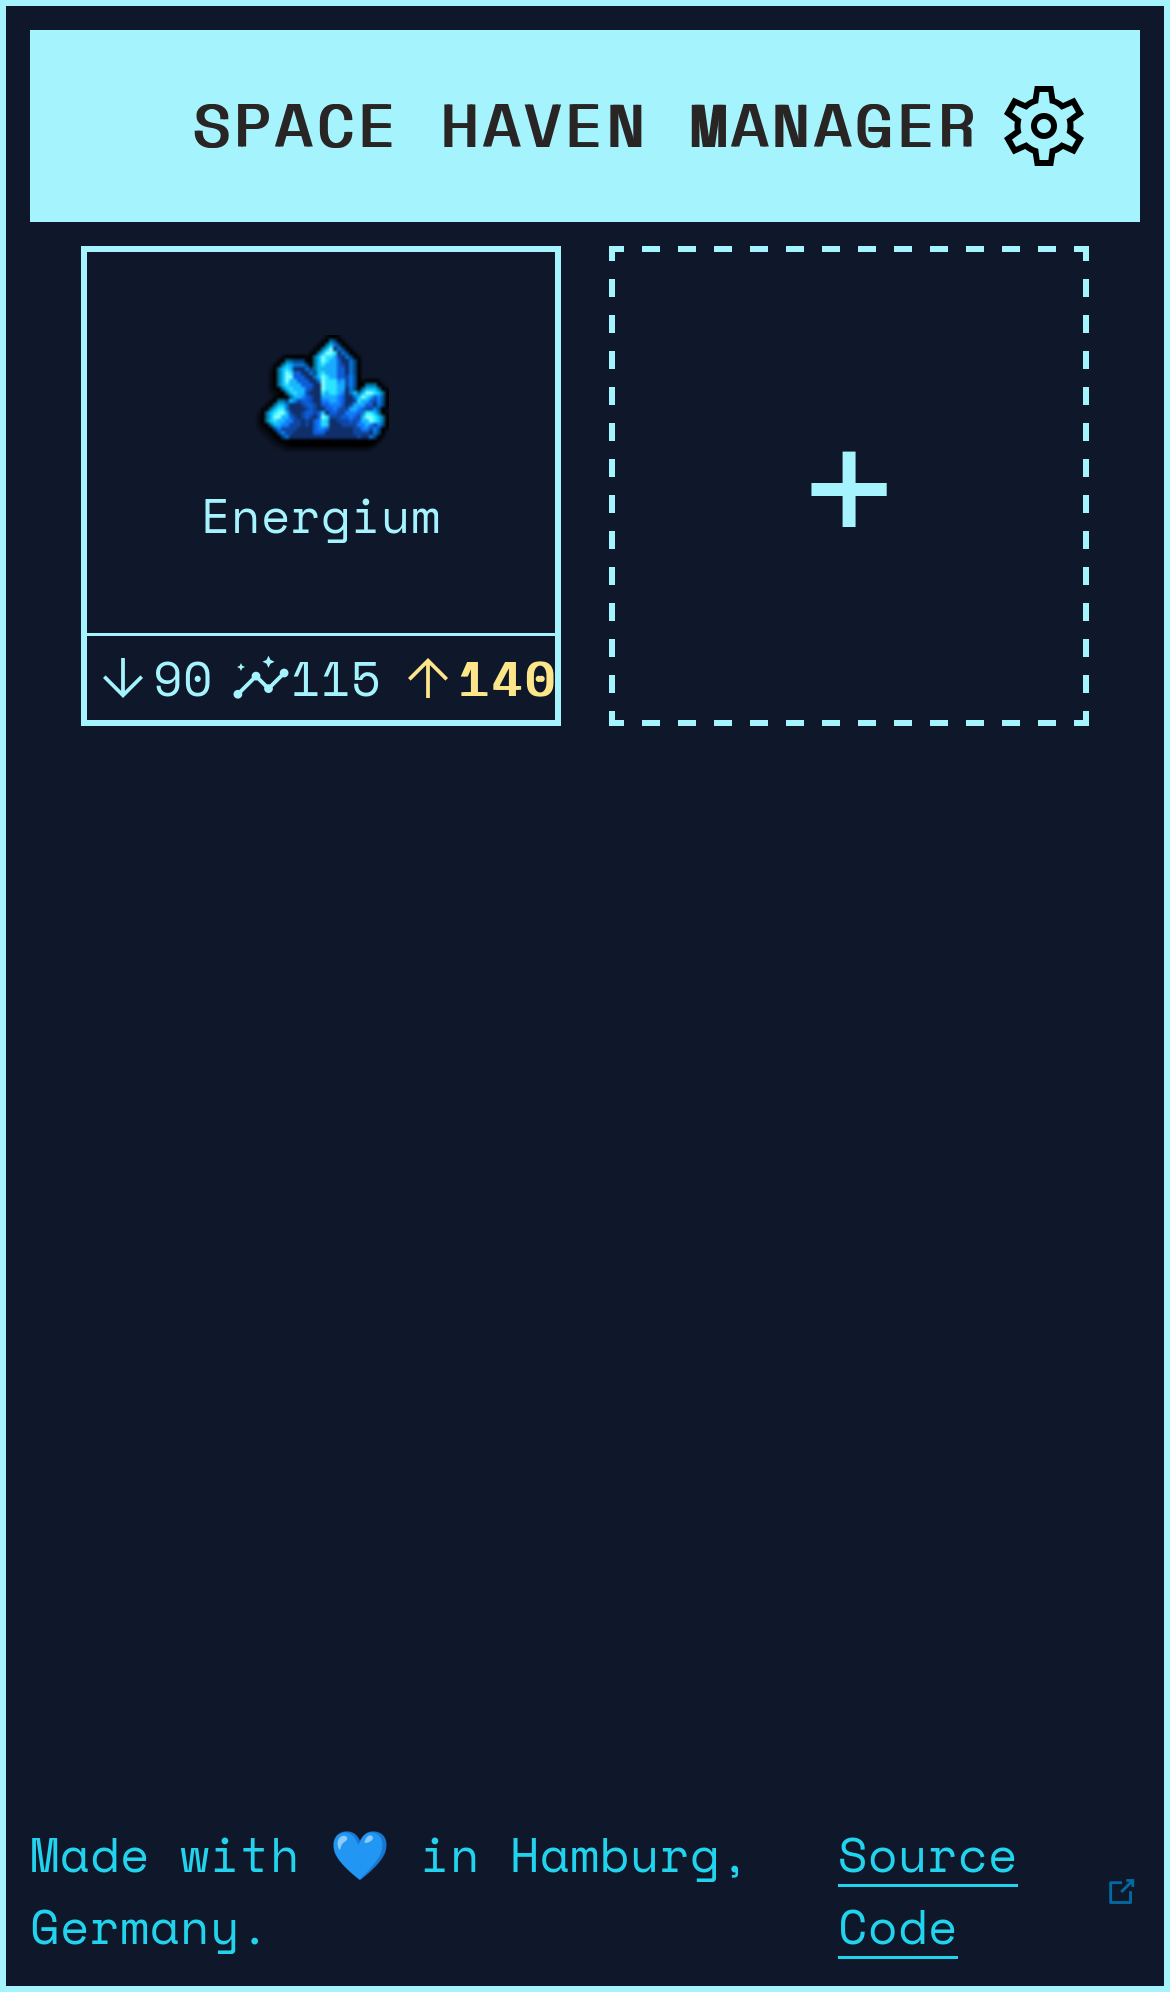 SPACE HAVEN MANAGER
Energium
90 115 140
Made with 💙 in Hamburg,
Germany.
Source
Code